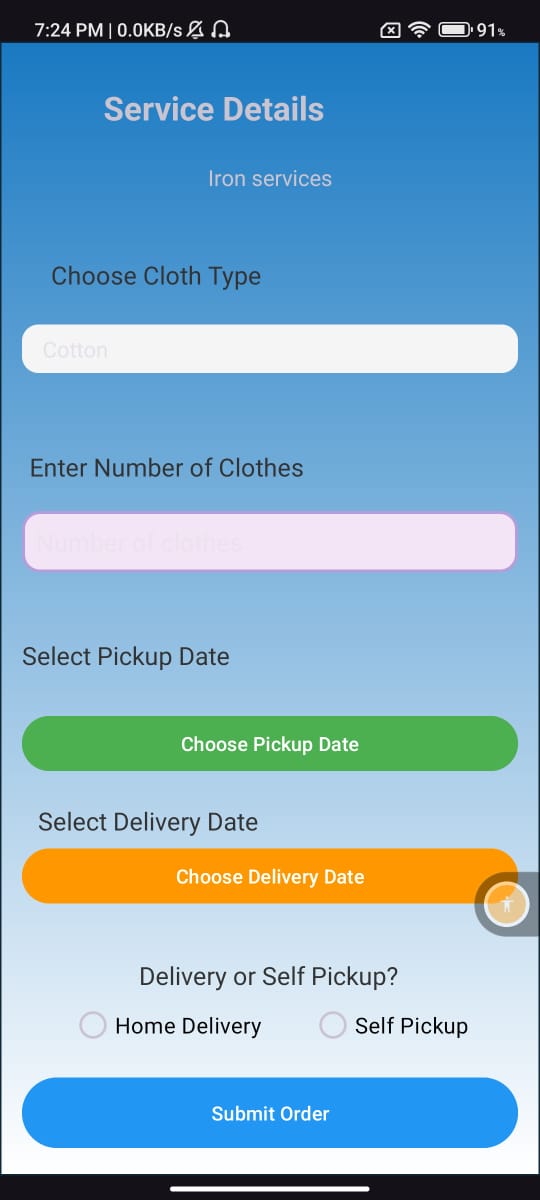 7:24 PM | 0.0KB/s 91%
Service Details
Iron services
Choose Cloth Type
Cotton
Enter Number of Clothes
Number of clothes
Select Pickup Date
Choose Pickup Date
Select Delivery Date
Choose Delivery Date
Delivery or Self Pickup?
Home Delivery Self Pickup
Submit Order